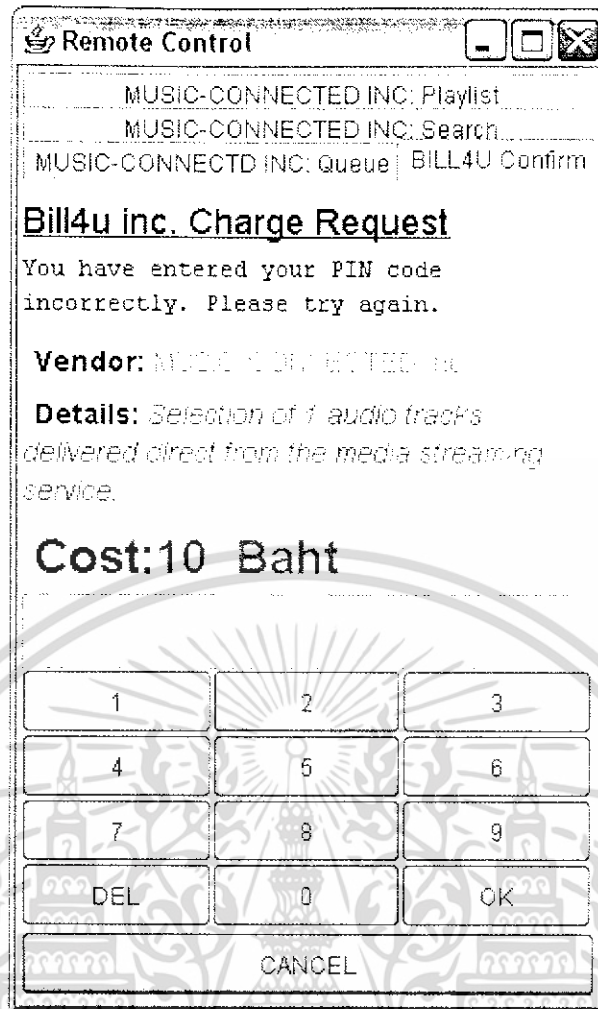 Remote Control
MUSIC-CONNECTED INC: Playlist
MUSIC-CONNECTED INC: Search
MUSIC-CONNECTD INC: Queue BILL4U Confirm
Bill4u inc. Charge Request
You have entered your PIN code
incorrectly. Please try again.
Vendor: MUSIC-CONNECTED INC
Details: Selection of 1 audio tracks
delivered direct from the media streaming
service.
Cost:10 Baht
1 2 3
4 5 6
7 8 9
DEL 0 OK
CANCEL